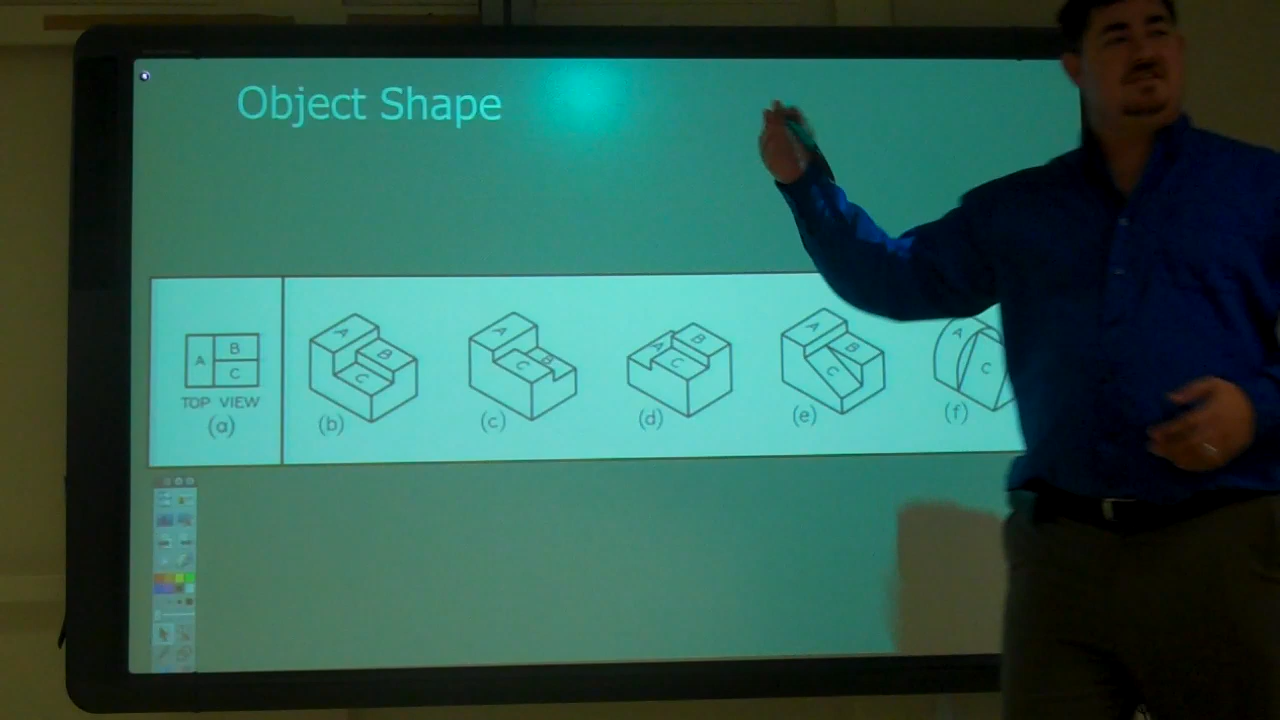 Object Shape
A B C
TOP VIEW
(a)
A B C
(b)
A C B
(c)
A B C
(d)
A B C
(e)
A C
(f)